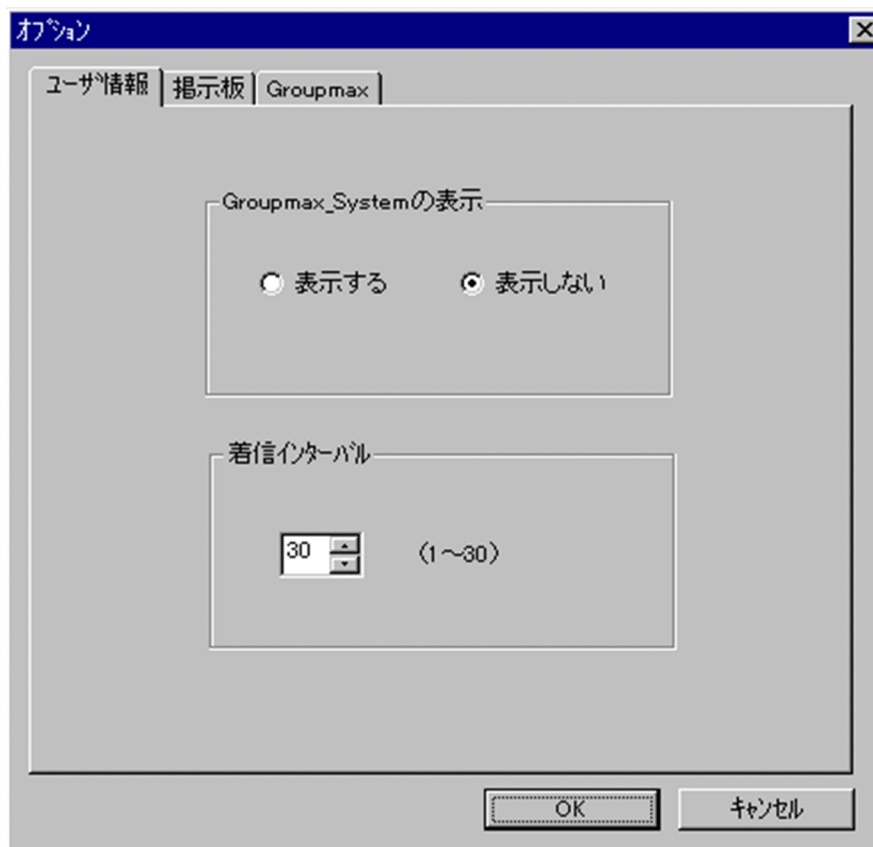 オプション
ユーザ情報 掲示板 Groupmax
Groupmax_Systemの表示
表示する 表示しない
着信インターバル
30 (1～30)
OK キャンセル